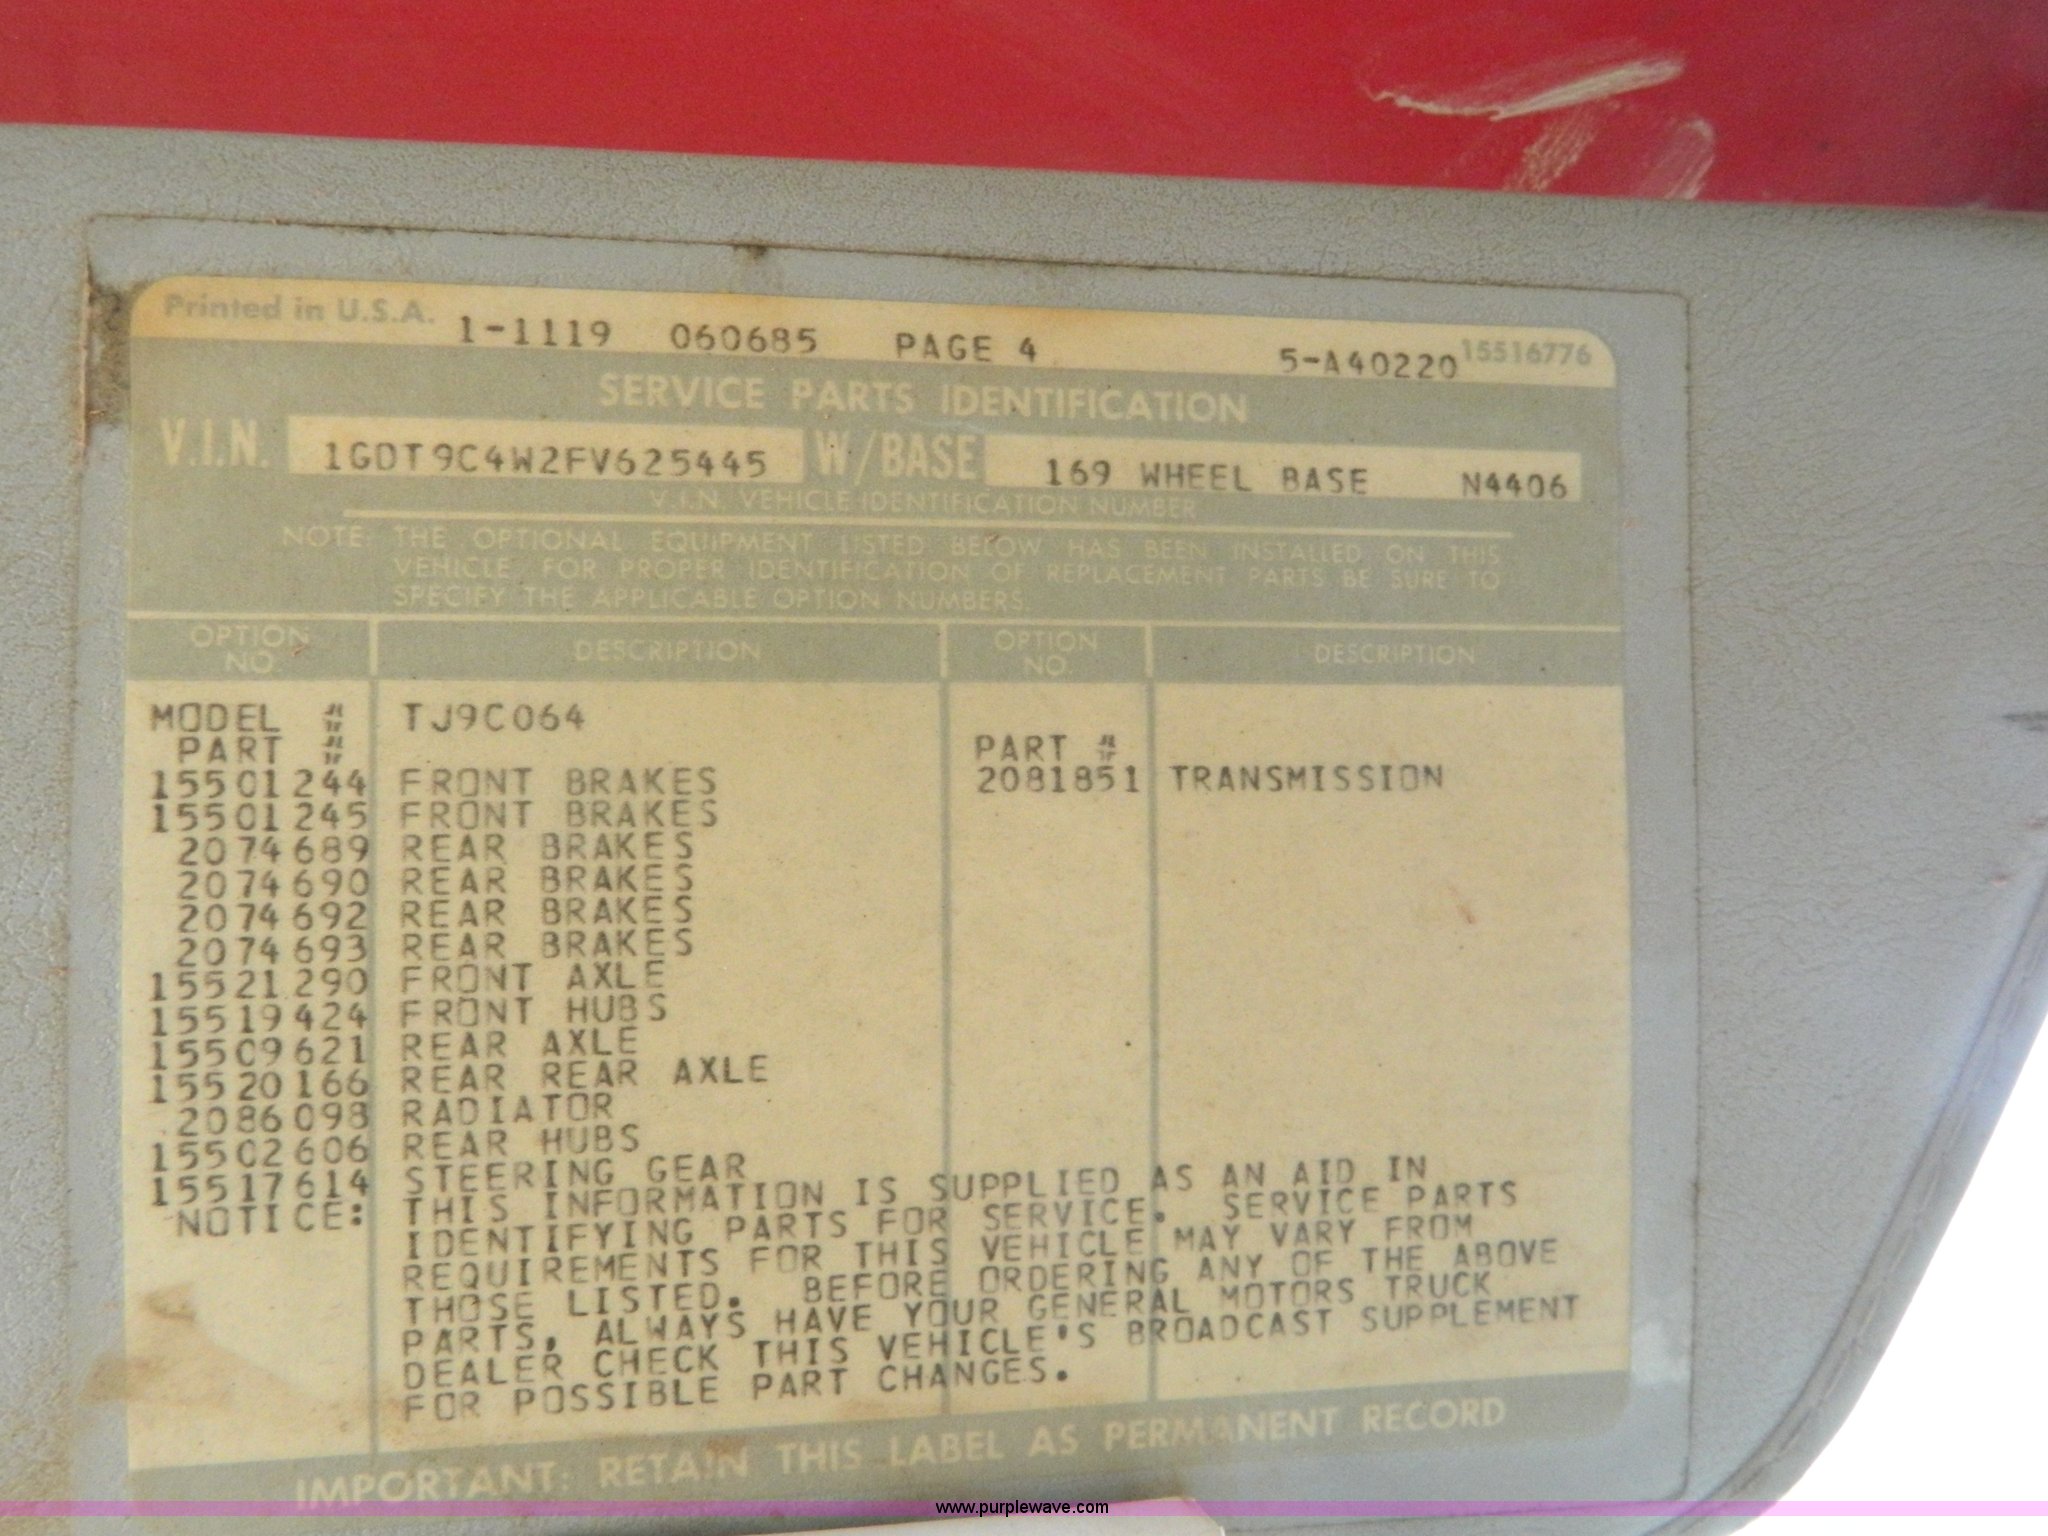 Printed in U.S.A. 1-1119 060685 PAGE 4 5-A40220 15516776
SERVICE PARTS IDENTIFICATION
V.I.N. 1GDT9C4W2FV625445 W/BASE 169 WHEEL BASE N4406
V.I.N. VEHICLE IDENTIFICATION NUMBER
NOTE: THE OPTIONAL EQUIPMENT LISTED BELOW HAS BEEN INSTALLED ON THIS
VEHICLE. FOR PROPER IDENTIFICATION OF REPLACEMENT PARTS BE SURE TO
SPECIFY THE APPLICABLE OPTION NUMBERS.
OPTION NO. DESCRIPTION OPTION NO. DESCRIPTION
MODEL # TJ9C064
PART # PART #
15501244 FRONT BRAKES 2081851 TRANSMISSION
15501245 FRONT BRAKES
2074689 REAR BRAKES
2074690 REAR BRAKES
2074692 REAR BRAKES
2074693 REAR BRAKES
15521290 FRONT AXLE
15519424 FRONT HUBS
15509621 REAR AXLE
15520166 REAR REAR AXLE
2086098 RADIATOR
15502606 REAR HUBS
15517614 STEERING GEAR
NOTICE: THIS INFORMATION IS SUPPLIED AS AN AID IN
IDENTIFYING PARTS FOR SERVICE. SERVICE PARTS
REQUIREMENTS FOR THIS VEHICLE MAY VARY FROM
THOSE LISTED. BEFORE ORDERING ANY OF THE ABOVE
PARTS, ALWAYS HAVE YOUR GENERAL MOTORS TRUCK
DEALER CHECK THIS VEHICLE'S BROADCAST SUPPLEMENT
FOR POSSIBLE PART CHANGES.
IMPORTANT: RETAIN THIS LABEL AS PERMANENT RECORD
www.purplewave.com